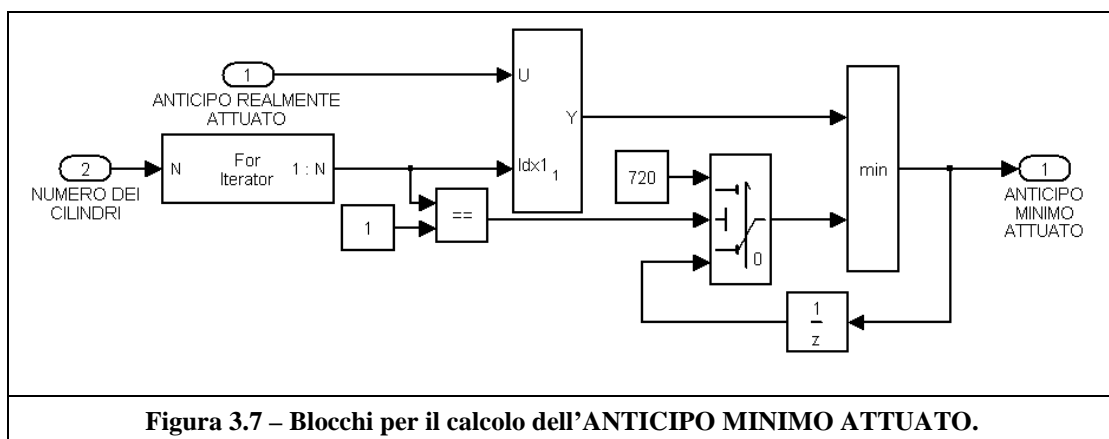 1
ANTICIPO REALMENTE
ATTUATO
2
NUMERO DEI
CILINDRI
N
For
Iterator
1 : N
U
Idx1
1
Y
1
==
720
0
min
1
z
1
ANTICIPO
MINIMO
ATTUATO
Figura 3.7 – Blocchi per il calcolo dell’ANTICIPO MINIMO ATTUATO.